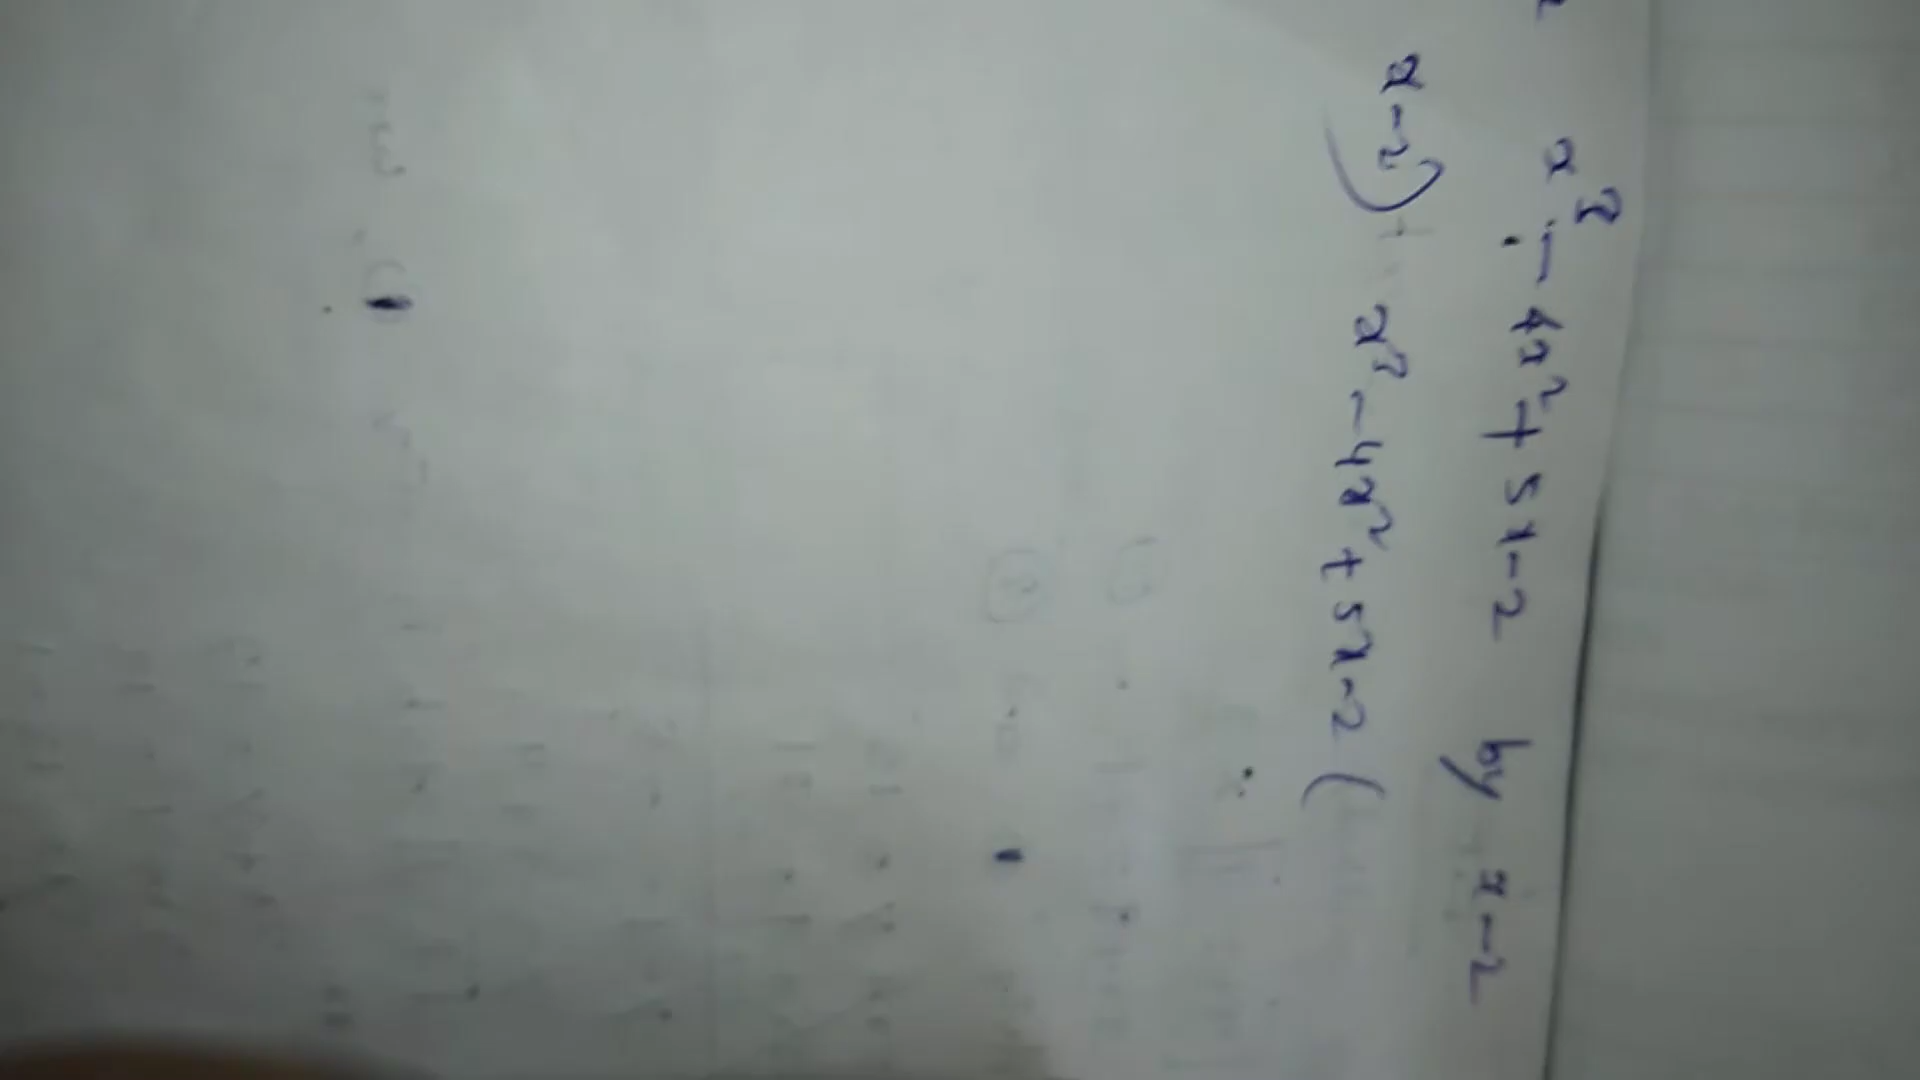 x³ - 4x² + 5x - 2 by x - 2
x - 2) x³ - 4x² + 5x - 2 (